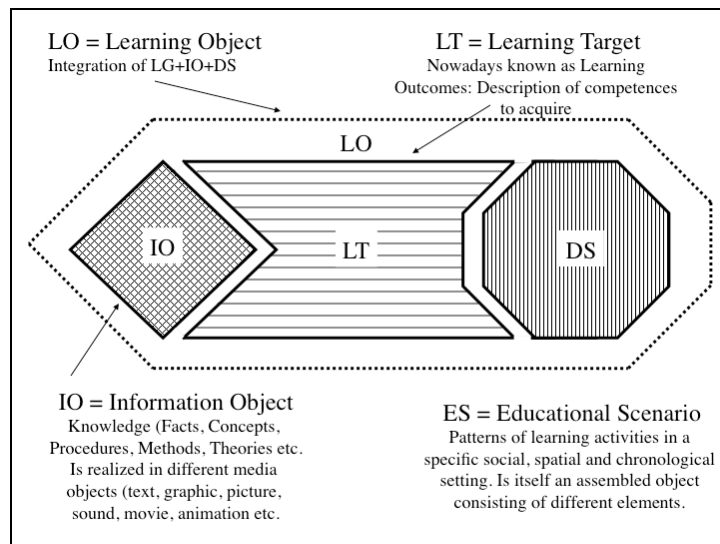 LO = Learning Object
Integration of LG+IO+DS
LT = Learning Target
Nowadays known as Learning
Outcomes: Description of competences
to acquire
LO
IO
LT
DS
IO = Information Object
Knowledge (Facts, Concepts,
Procedures, Methods, Theories etc.
Is realized in different media
objects (text, graphic, picture,
sound, movie, animation etc.
ES = Educational Scenario
Patterns of learning activities in a
specific social, spatial and chronological
setting. Is itself an assembled object
consisting of different elements.